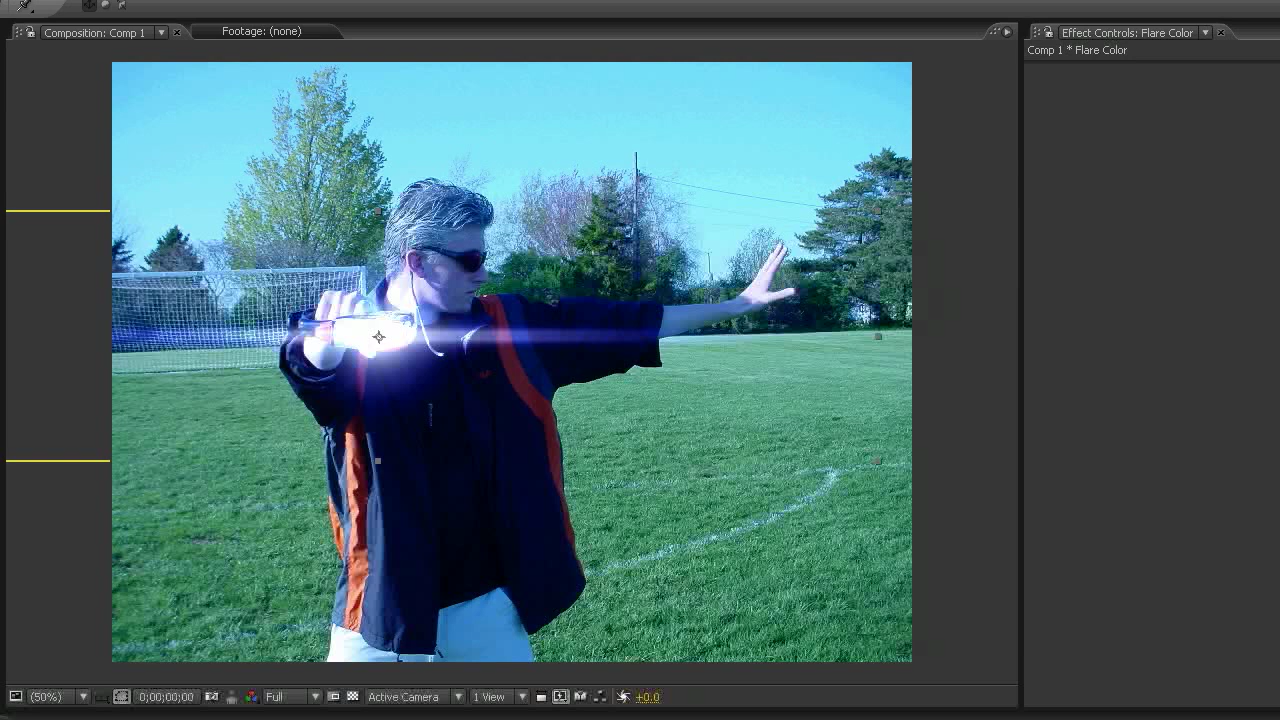 Composition: Comp 1
Footage: (none)
Effect Controls: Flare Color
Comp 1 * Flare Color
(50%)
0;00;00;00
Full
Active Camera
1 View
+0.0